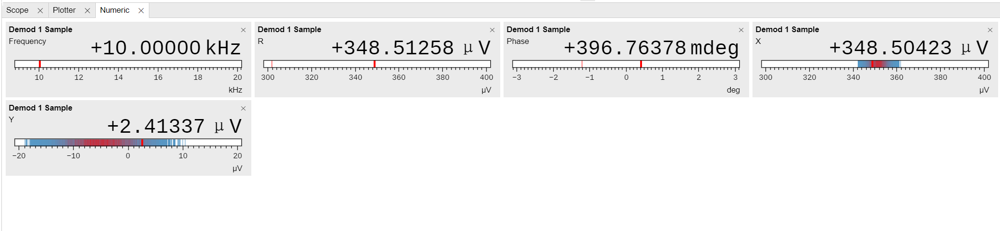 Scope Plotter Numeric
Demod 1 Sample
Frequency
+10.00000 kHz
10 12 14 16 18 20
kHz
Demod 1 Sample
R
+348.51258 μV
300 320 340 360 380 400
µV
Demod 1 Sample
Phase
+396.76378 mdeg
−3 −2 −1 0 1 2 3
deg
Demod 1 Sample
X
+348.50423 μV
300 320 340 360 380 400
µV
Demod 1 Sample
Y
+2.41337 μV
−20 −10 0 10 20
µV